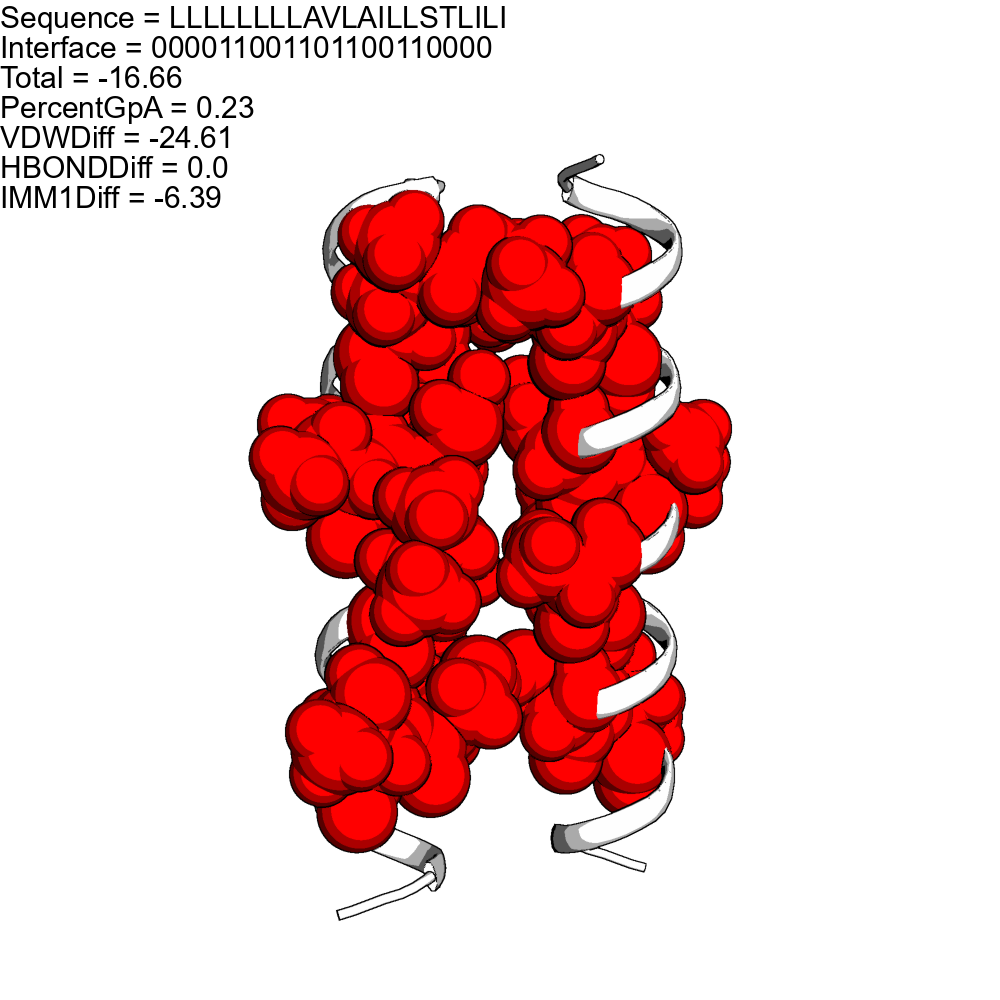 Sequence = LLLLLLLLAVLAILLSTLILI
Interface = 000011001101100110000
Total = -16.66
PercentGpA = 0.23
VDWDiff = -24.61
HBONDDiff = 0.0
IMM1Diff = -6.39